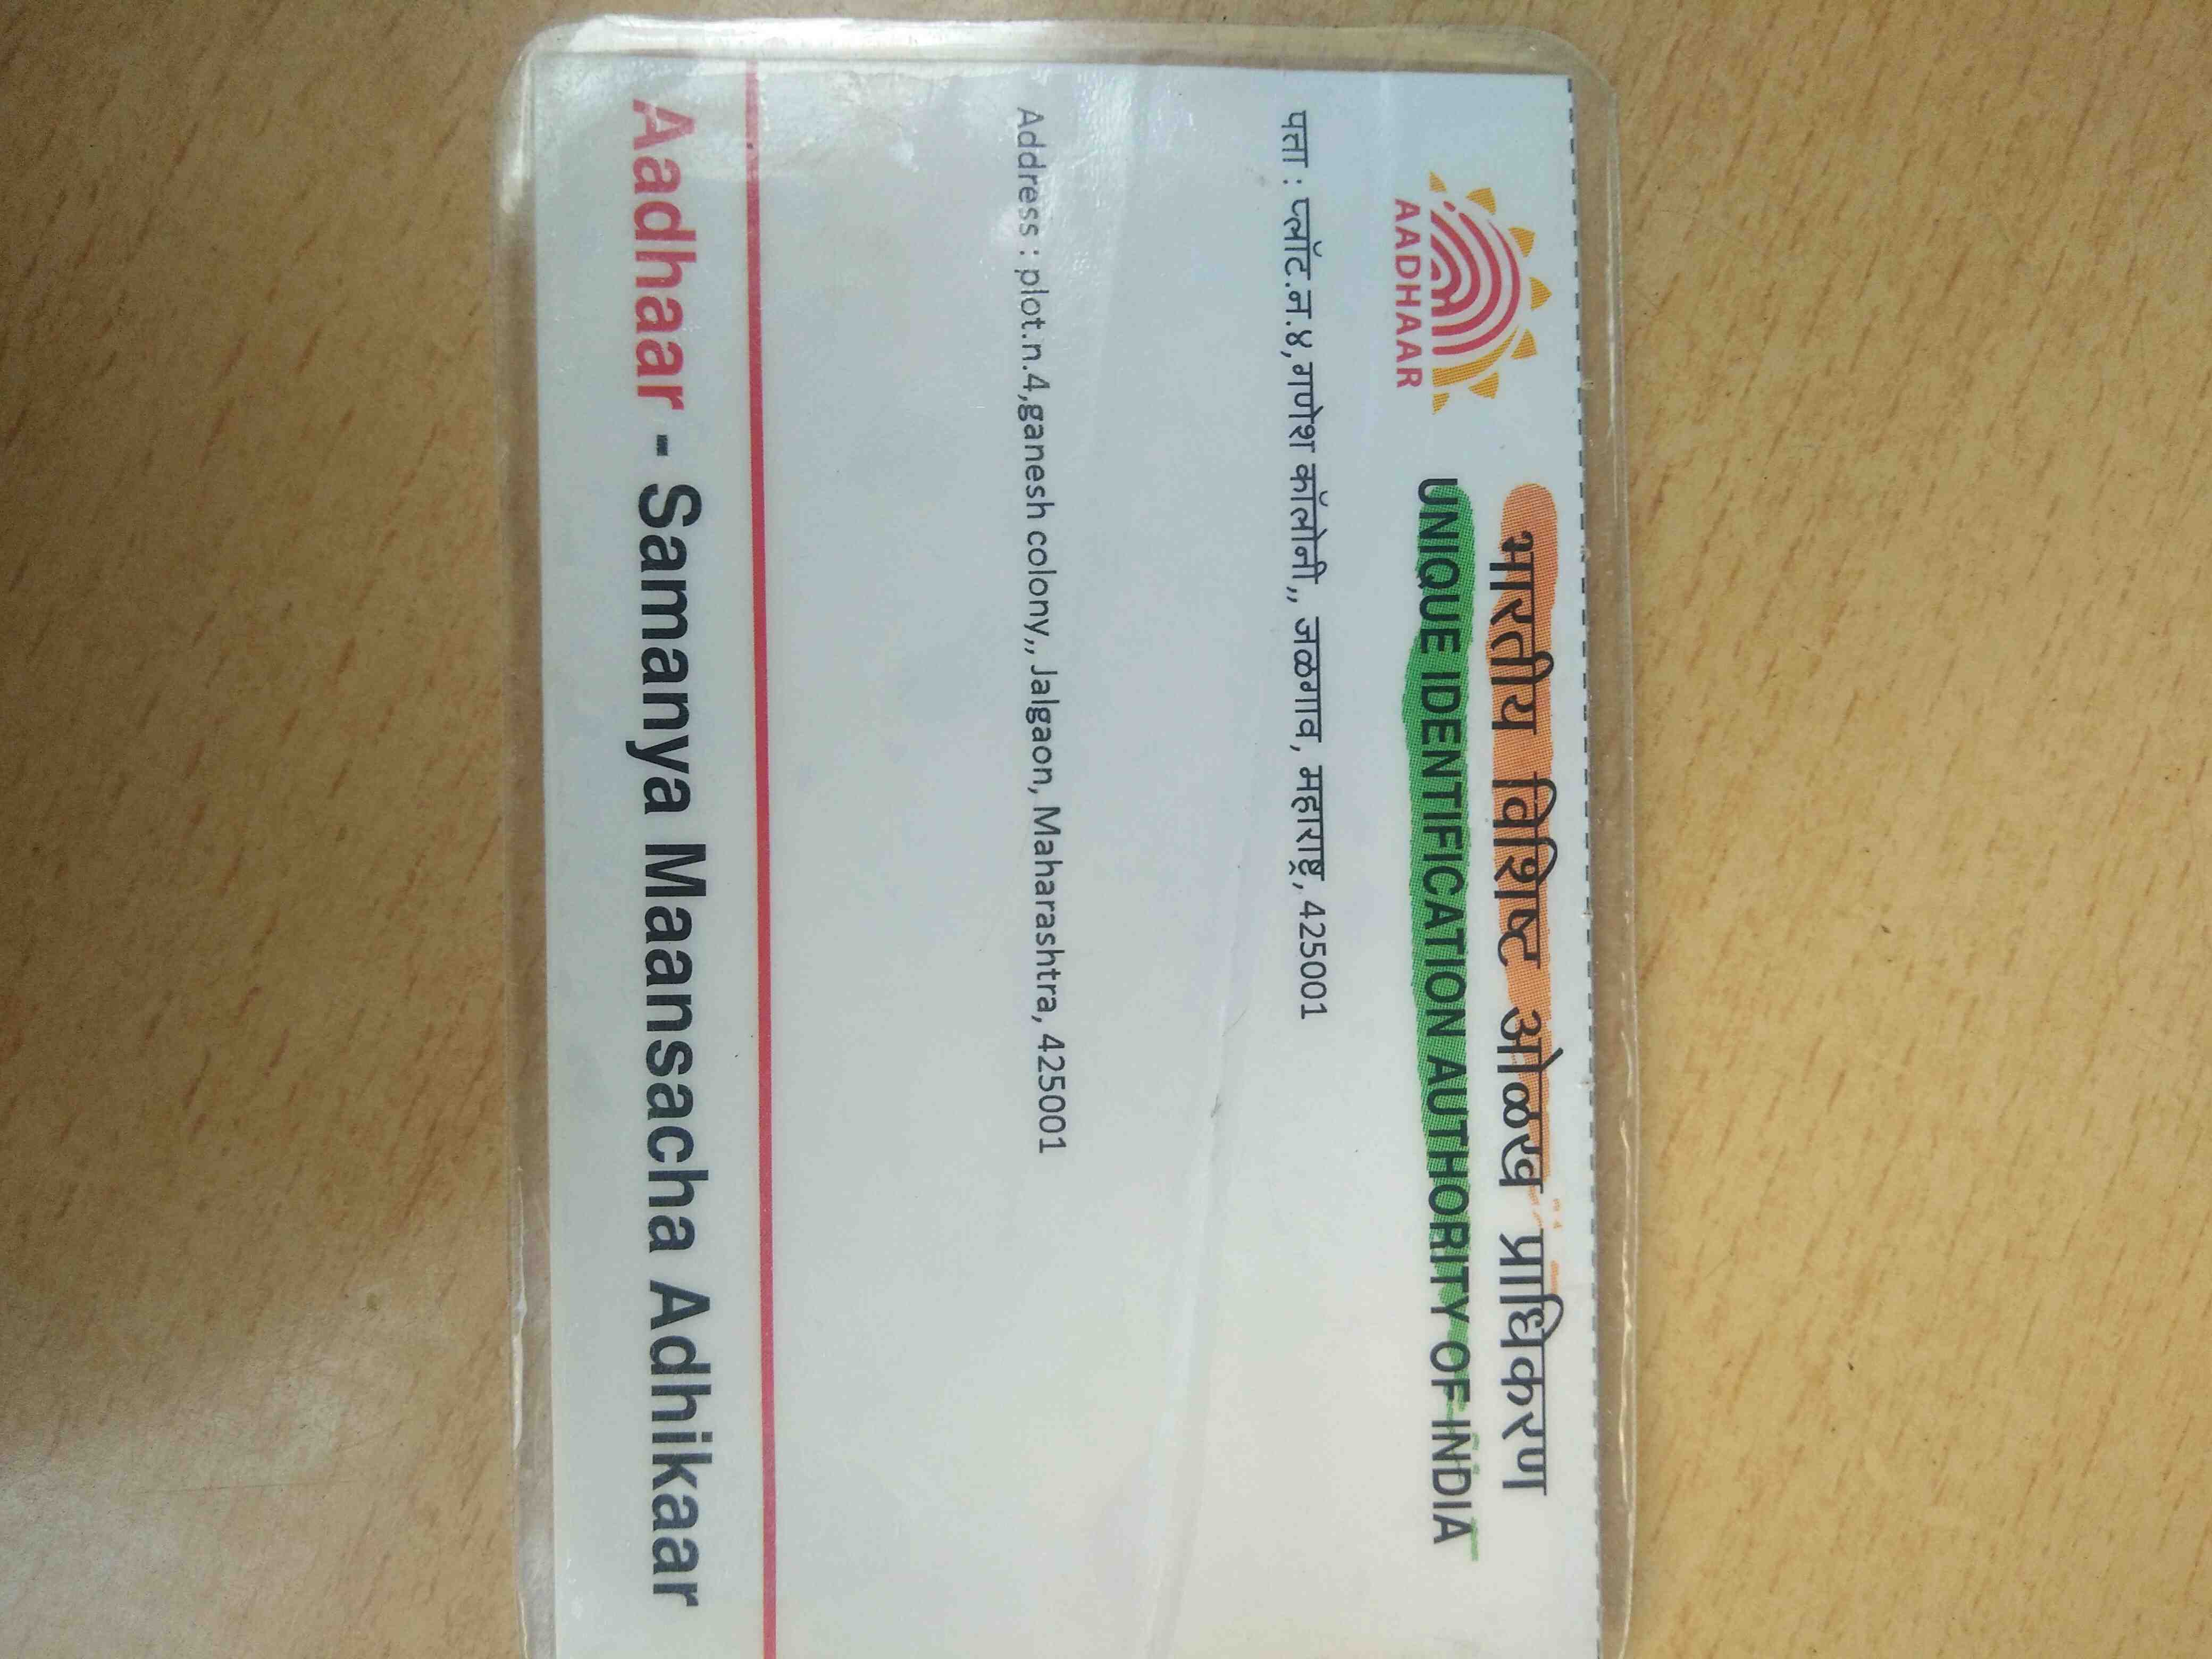 भारतीय विशिष्ट ओळख प्राधिकरण
UNIQUE IDENTIFICATION AUTHORITY OF INDIA
AADHAAR
पता : प्लॉट.न.४,गणेश कॉलोनी,, जळगाव, महाराष्ट्र, 425001
Address : plot.n.4,ganesh colony,, Jalgaon, Maharashtra, 425001
Aadhaar - Samanya Maansacha Adhikaar